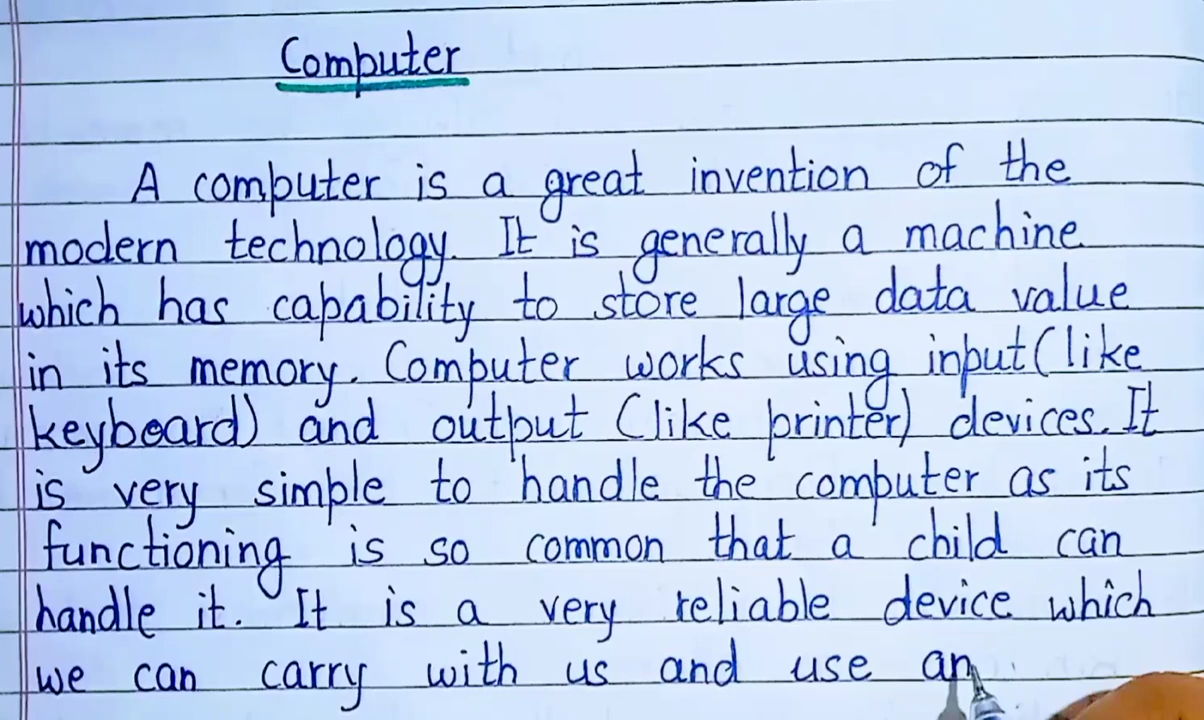 Computer
A computer is a great invention of the
modern technology. It is generally a machine
which has capability to store large data value
in its memory. Computer works using input (like
keyboard) and output (like printer) devices. It
is very simple to handle the computer as its
functioning is so common that a child can
handle it. It is a very reliable device which
we can carry with us and use an